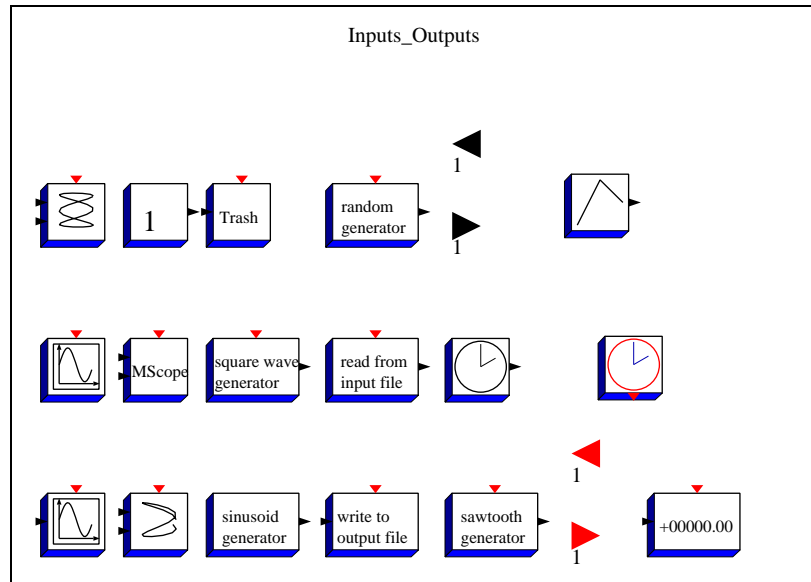 Inputs_Outputs
1
1
Trash
random
generator
1
MScope
square wave
generator
read from
input file
1
sinusoid
generator
write to
output file
sawtooth
generator
1
+00000.00